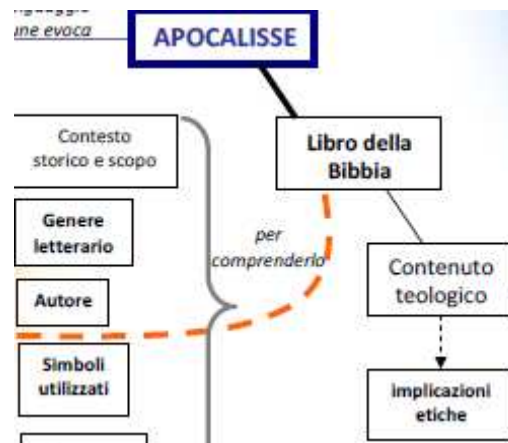 une evoca
APOCALISSE
Contesto
storico e scopo
Libro della
Bibbia
Genere
letterario
per
comprenderlo
Contenuto
teologico
Autore
Simboli
utilizzati
implicazioni
etiche